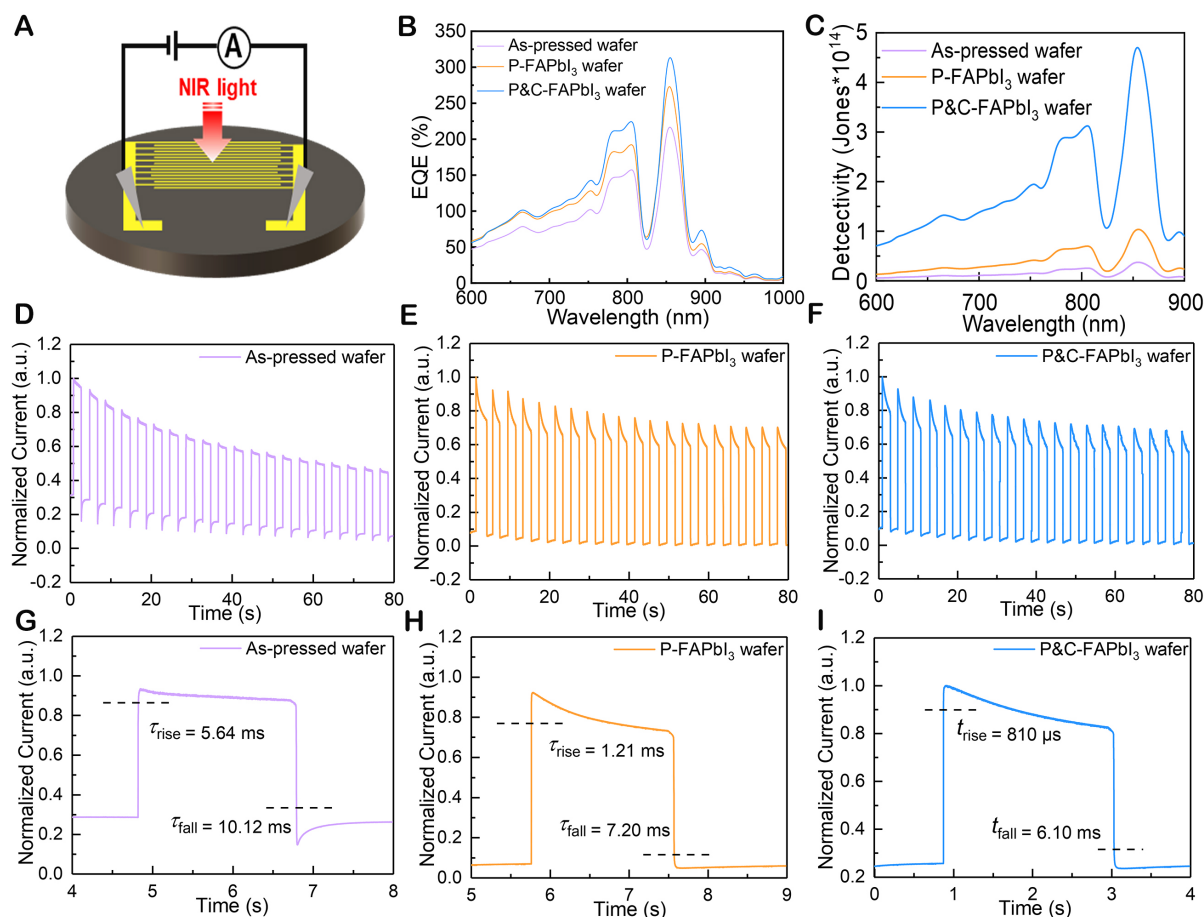 A
A
NIR light
B
As-pressed wafer
P-FAPbI₃ wafer
P&C-FAPbI₃ wafer
EQE (%)
350
300
250
200
150
100
50
0
600 700 800 900 1000
Wavelength (nm)
C
As-pressed wafer
P-FAPbI₃ wafer
P&C-FAPbI₃ wafer
Detcectivity (Jones*10¹⁴)
5
4
3
2
1
0
600 700 800 900
Wavelength (nm)
D
As-pressed wafer
Normalized Current (a.u.)
1.2
1.0
0.8
0.6
0.4
0.2
0.0
-0.2
0 20 40 60 80
Time (s)
E
P-FAPbI₃ wafer
Normalized Current (a.u.)
1.2
1.0
0.8
0.6
0.4
0.2
0.0
-0.2
0 20 40 60 80
Time (s)
F
P&C-FAPbI₃ wafer
Normalized Current (a.u.)
1.2
1.0
0.8
0.6
0.4
0.2
0.0
-0.2
0 20 40 60 80
Time (s)
G
As-pressed wafer
Normalized Current (a.u.)
1.2
0.9
0.6
0.3
0.0
τrise = 5.64 ms
τfall = 10.12 ms
4 5 6 7 8
Time (s)
H
P-FAPbI₃ wafer
Normalized Current (a.u.)
1.2
1.0
0.8
0.6
0.4
0.2
0.0
τrise = 1.21 ms
τfall = 7.20 ms
5 6 7 8 9
Time (s)
I
P&C-FAPbI₃ wafer
Normalized Current (a.u.)
1.2
1.0
0.8
0.6
0.4
0.2
trise = 810 µs
tfall = 6.10 ms
0 1 2 3 4
Time (s)